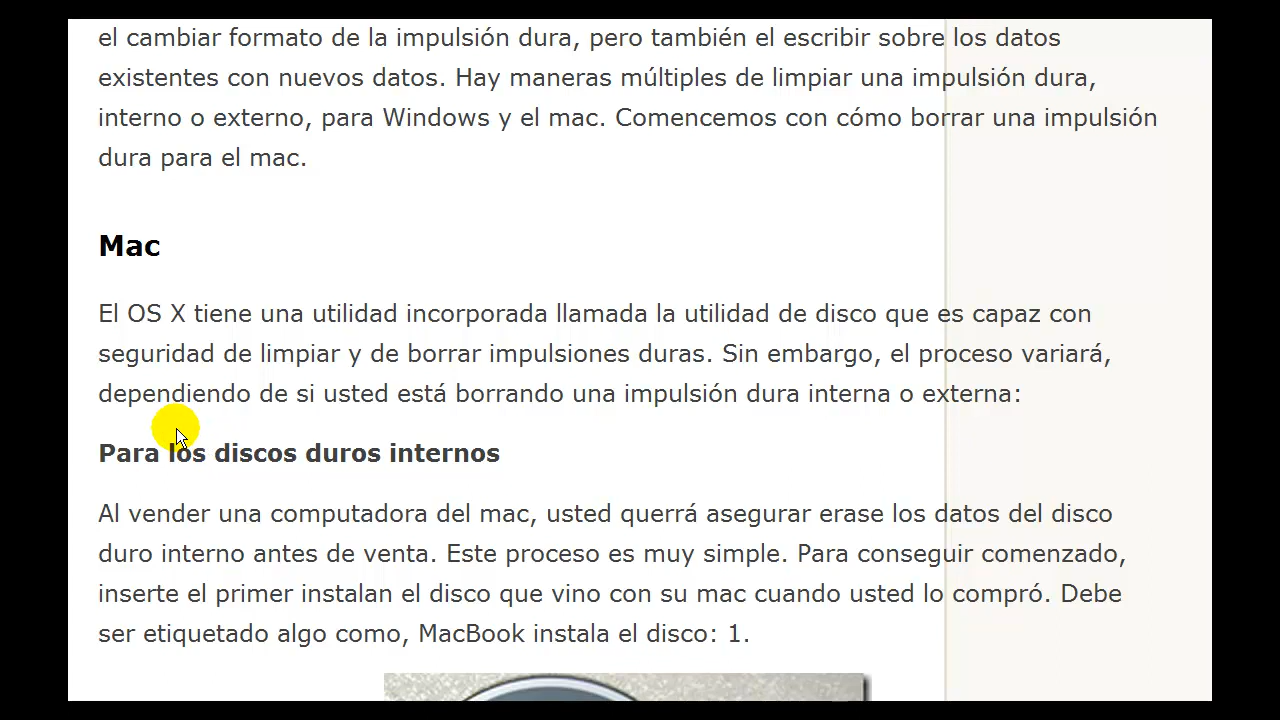 el cambiar formato de la impulsión dura, pero también el escribir sobre los datos
existentes con nuevos datos. Hay maneras múltiples de limpiar una impulsión dura,
interno o externo, para Windows y el mac. Comencemos con cómo borrar una impulsión
dura para el mac.
Mac
El OS X tiene una utilidad incorporada llamada la utilidad de disco que es capaz con
seguridad de limpiar y de borrar impulsiones duras. Sin embargo, el proceso variará,
dependiendo de si usted está borrando una impulsión dura interna o externa:
Para los discos duros internos
Al vender una computadora del mac, usted querrá asegurar erase los datos del disco
duro interno antes de venta. Este proceso es muy simple. Para conseguir comenzado,
inserte el primer instalan el disco que vino con su mac cuando usted lo compró. Debe
ser etiquetado algo como, MacBook instala el disco: 1.